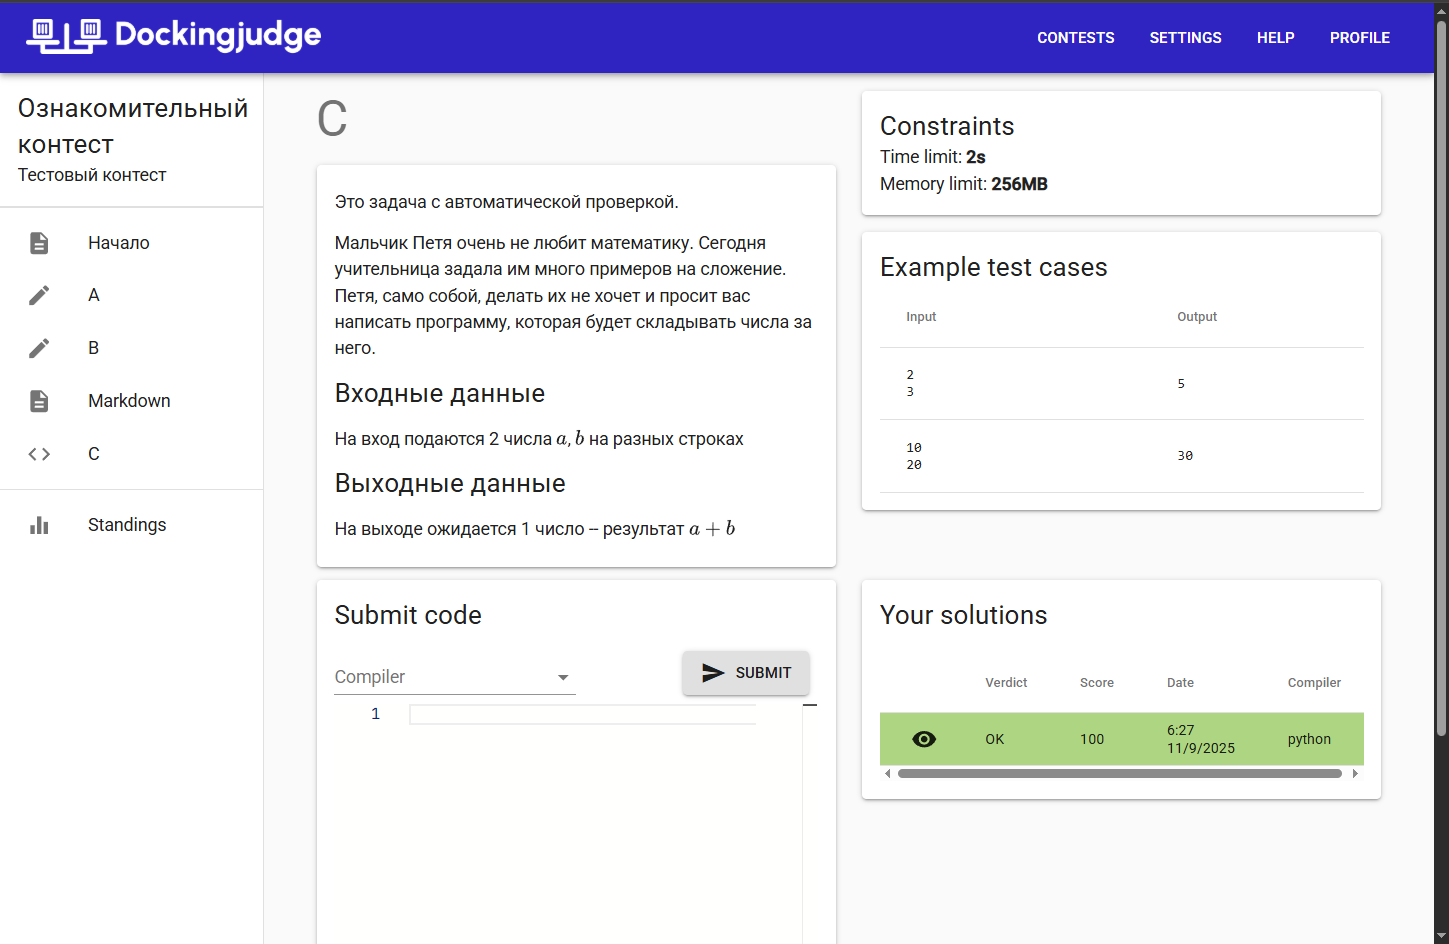 Dockingjudge
CONTESTS SETTINGS HELP PROFILE
Ознакомительный
контест
Тестовый контест
Начало
A
B
Markdown
C
Standings
C
Это задача с автоматической проверкой.
Мальчик Петя очень не любит математику. Сегодня
учительница задала им много примеров на сложение.
Петя, само собой, делать их не хочет и просит вас
написать программу, которая будет складывать числа за
него.
Входные данные
На вход подаются 2 числа a, b на разных строках
Выходные данные
На выходе ожидается 1 число -- результат a + b
Constraints
Time limit: 2s
Memory limit: 256MB
Example test cases
Input Output
2
3
5
10
20
30
Submit code
Compiler
SUBMIT
1
Your solutions
Verdict Score Date Compiler
OK 100 6:27
11/9/2025 python